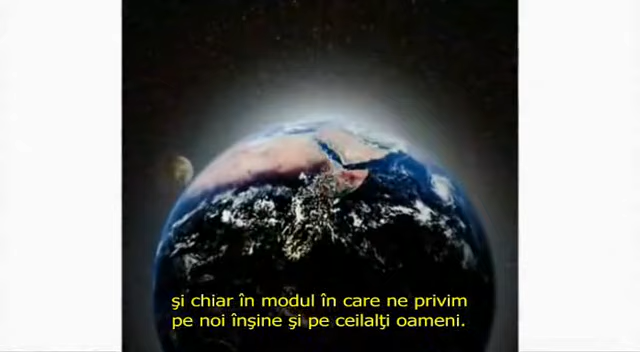 şi chiar în modul în care ne privim
pe noi înşine şi pe ceilalţi oameni.